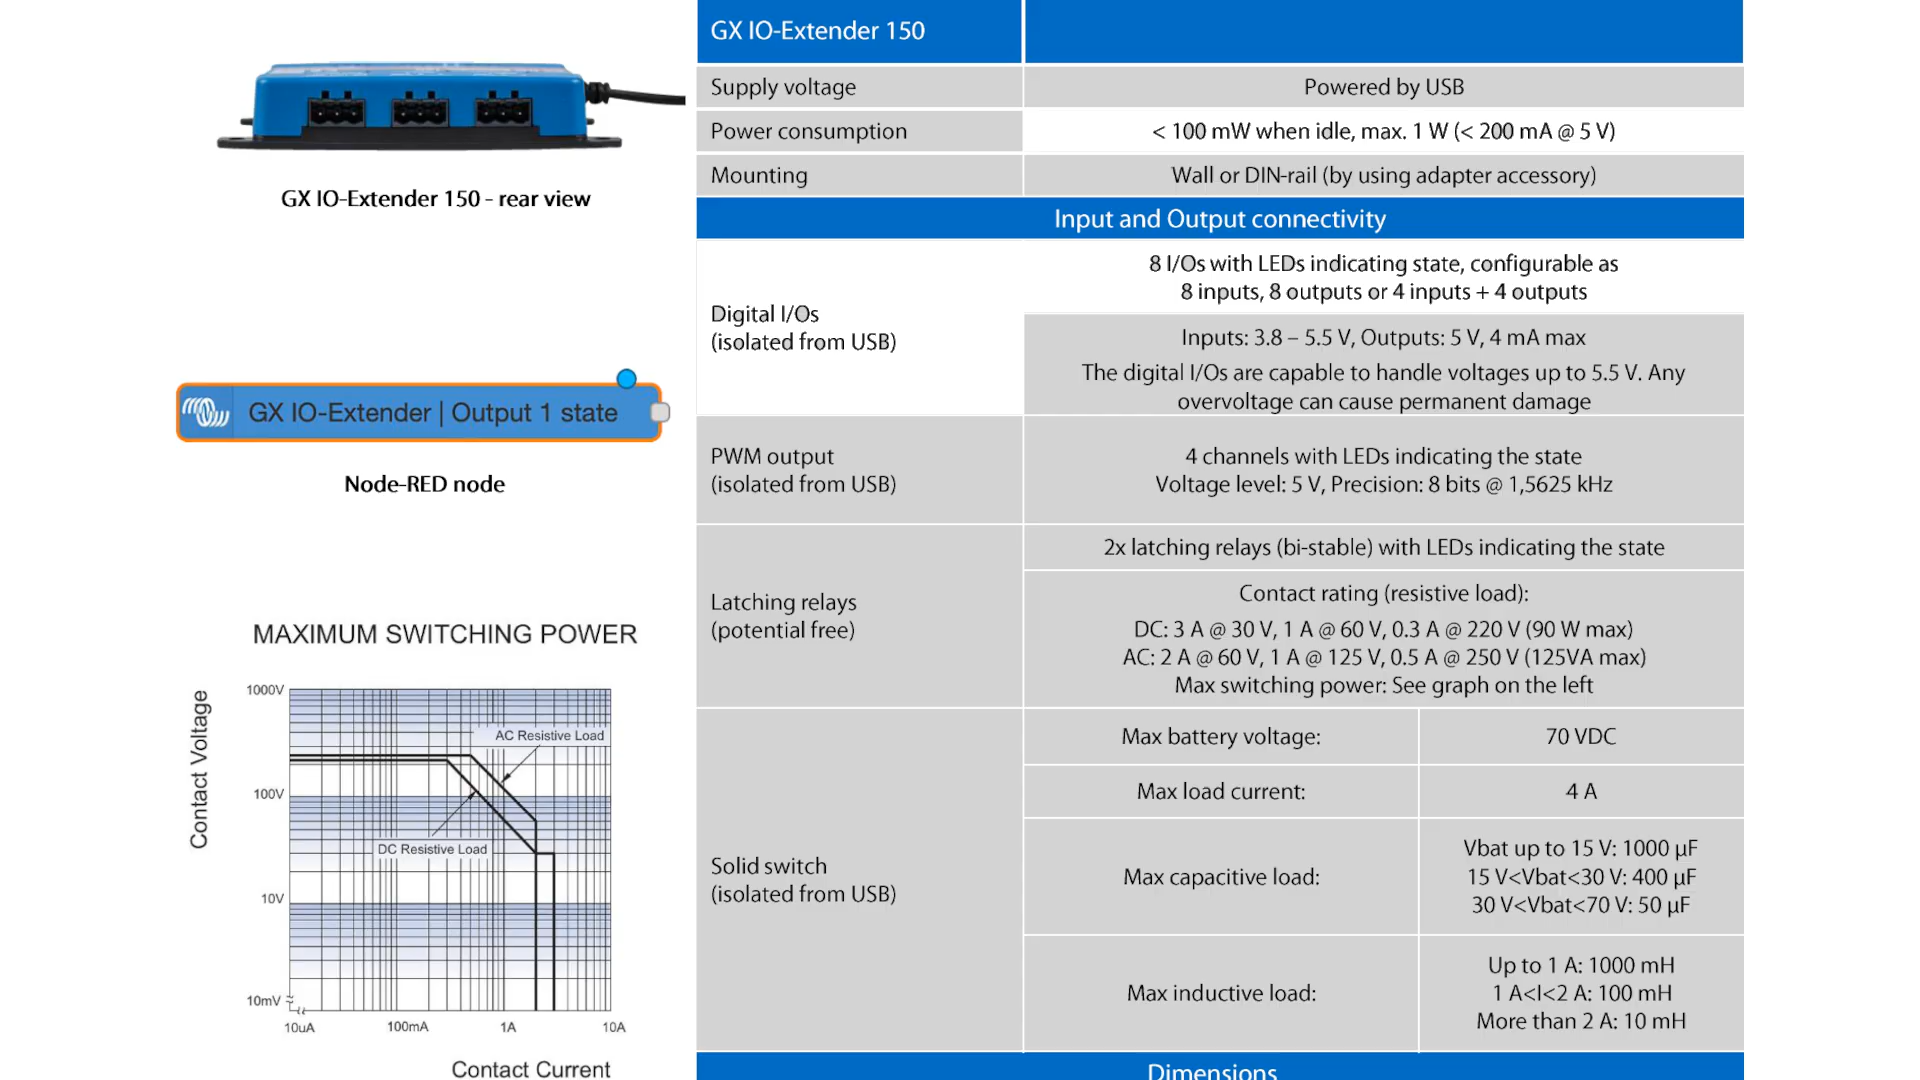 GX IO-Extender 150 - rear view
GX IO-Extender | Output 1 state
Node-RED node
MAXIMUM SWITCHING POWER
Contact Voltage
1000V
100V
10V
10mV
AC Resistive Load
DC Resistive Load
10uA
100mA
1A
10A
Contact Current
GX IO-Extender 150
Supply voltage
Powered by USB
Power consumption
< 100 mW when idle, max. 1 W (< 200 mA @ 5 V)
Mounting
Wall or DIN-rail (by using adapter accessory)
Input and Output connectivity
Digital I/Os
(isolated from USB)
8 I/Os with LEDs indicating state, configurable as
8 inputs, 8 outputs or 4 inputs + 4 outputs
Inputs: 3.8 – 5.5 V, Outputs: 5 V, 4 mA max
The digital I/Os are capable to handle voltages up to 5.5 V. Any
overvoltage can cause permanent damage
PWM output
(isolated from USB)
4 channels with LEDs indicating the state
Voltage level: 5 V, Precision: 8 bits @ 1,5625 kHz
Latching relays
(potential free)
2x latching relays (bi-stable) with LEDs indicating the state
Contact rating (resistive load):
DC: 3 A @ 30 V, 1 A @ 60 V, 0.3 A @ 220 V (90 W max)
AC: 2 A @ 60 V, 1 A @ 125 V, 0.5 A @ 250 V (125VA max)
Max switching power: See graph on the left
Solid switch
(isolated from USB)
Max battery voltage:
70 VDC
Max load current:
4 A
Max capacitive load:
Vbat up to 15 V: 1000 µF
15 V<Vbat<30 V: 400 µF
30 V<Vbat<70 V: 50 µF
Max inductive load:
Up to 1 A: 1000 mH
1 A<I<2 A: 100 mH
More than 2 A: 10 mH
Dimensions